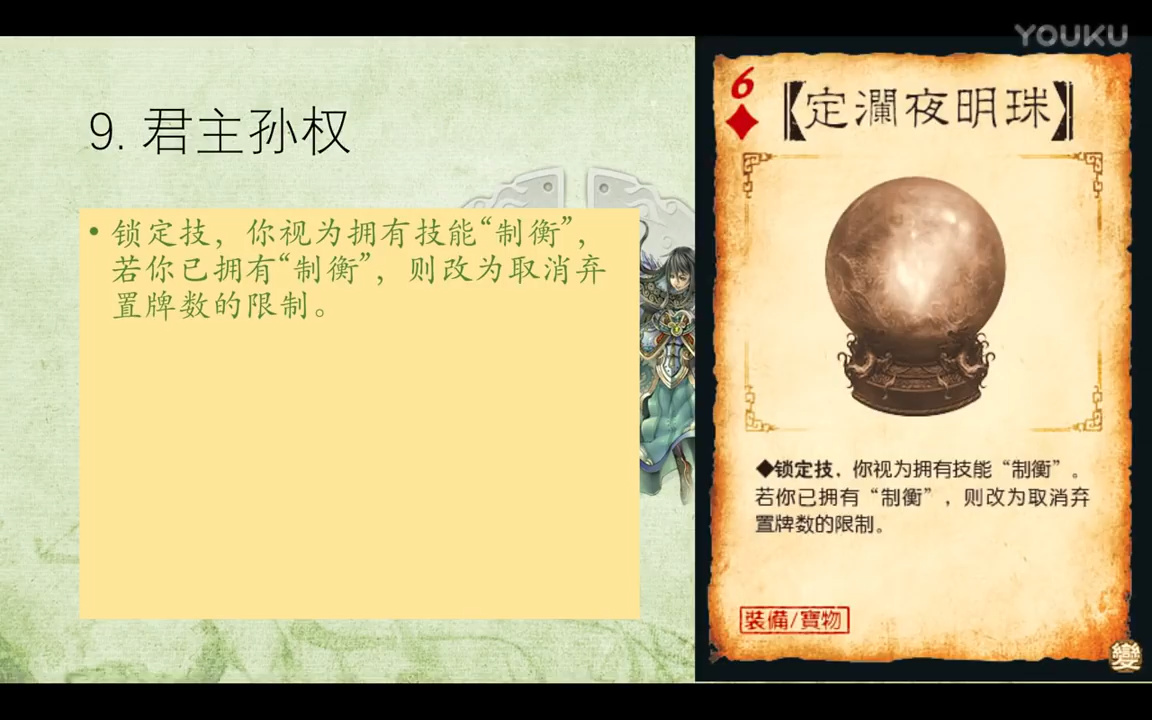 YOUKU
9. 君主孙权
• 锁定技，你视为拥有技能“制衡”，
若你已拥有“制衡”，则改为取消弃
置牌数的限制。
6
【定瀾夜明珠】
◆锁定技，你视为拥有技能“制衡”。
若你已拥有“制衡”，则改为取消弃
置牌数的限制。
裝備/寶物
變